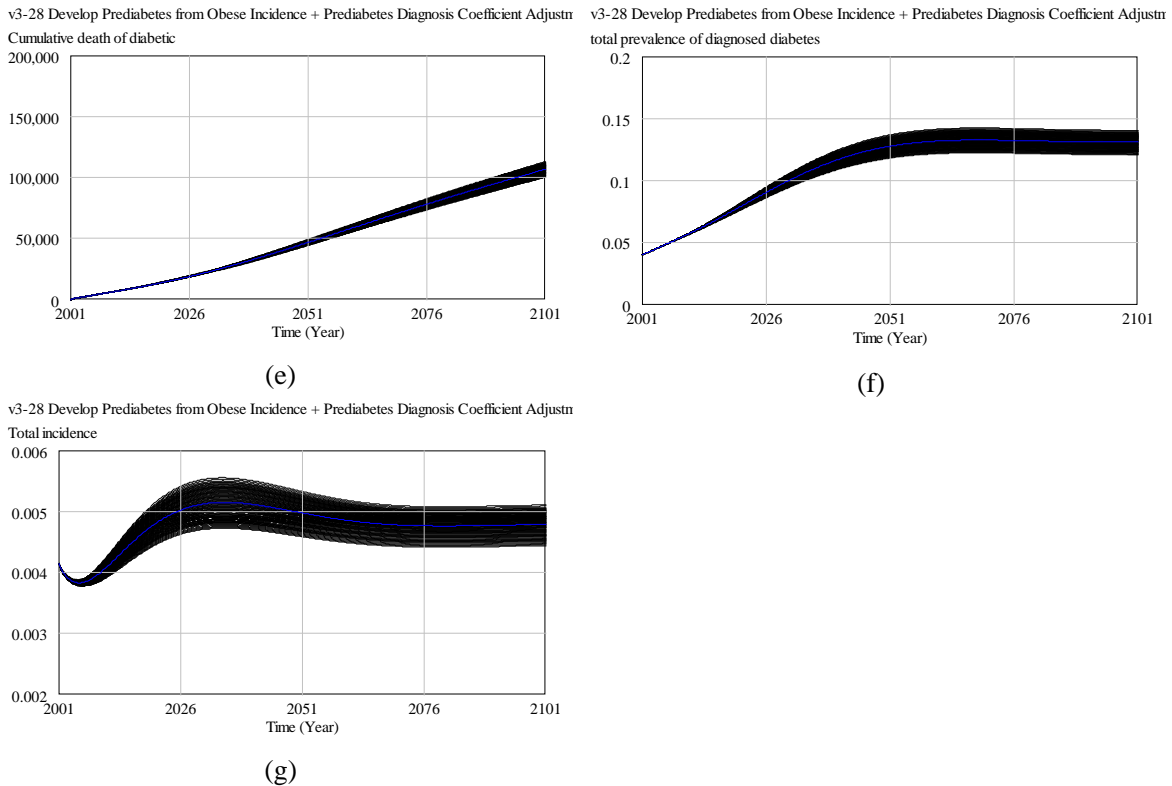 v3-28 Develop Prediabetes from Obese Incidence + Prediabetes Diagnosis Coefficient Adjustm
Cumulative death of diabetic
200,000
150,000
100,000
50,000
0
2001 2026 2051 2076 2101
Time (Year)
(e)
v3-28 Develop Prediabetes from Obese Incidence + Prediabetes Diagnosis Coefficient Adjustm
total prevalence of diagnosed diabetes
0.2
0.15
0.1
0.05
0
2001 2026 2051 2076 2101
Time (Year)
(f)
v3-28 Develop Prediabetes from Obese Incidence + Prediabetes Diagnosis Coefficient Adjustm
Total incidence
0.006
0.005
0.004
0.003
0.002
2001 2026 2051 2076 2101
Time (Year)
(g)